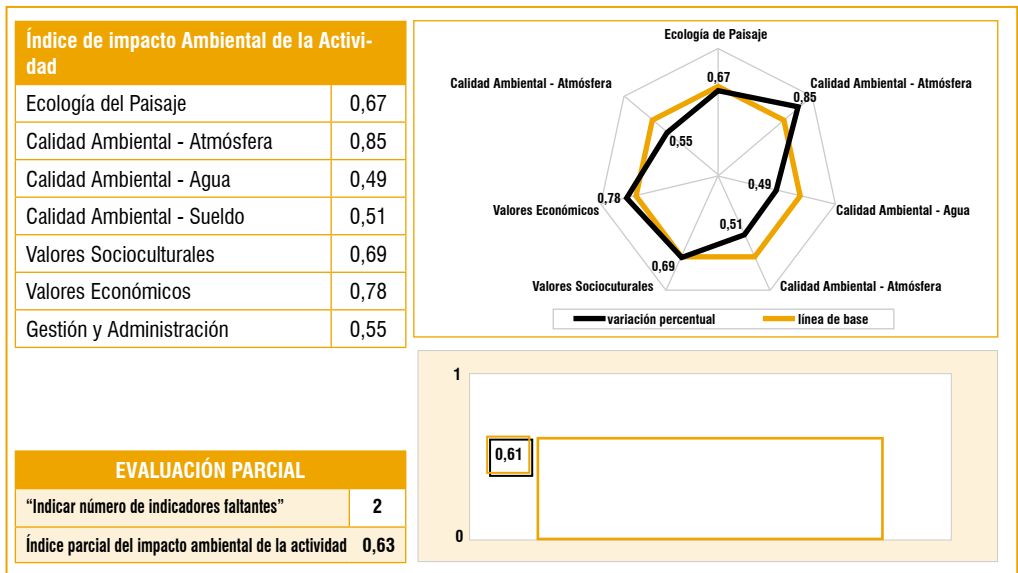 Índice de impacto Ambiental de la Activi-
dad
Ecología del Paisaje 0,67
Calidad Ambiental - Atmósfera 0,85
Calidad Ambiental - Agua 0,49
Calidad Ambiental - Sueldo 0,51
Valores Socioculturales 0,69
Valores Económicos 0,78
Gestión y Administración 0,55
EVALUACIÓN PARCIAL
“Indicar número de indicadores faltantes” 2
Índice parcial del impacto ambiental de la actividad 0,63
Ecología de Paisaje
Calidad Ambiental - Atmósfera
0,67
Calidad Ambiental - Atmósfera
0,85
0,55
0,49
0,78
Valores Económicos
Calidad Ambiental - Agua
0,51
0,69
Valores Sociocuturales
Calidad Ambiental - Atmósfera
variación percentual
línea de base
1
0,61
0